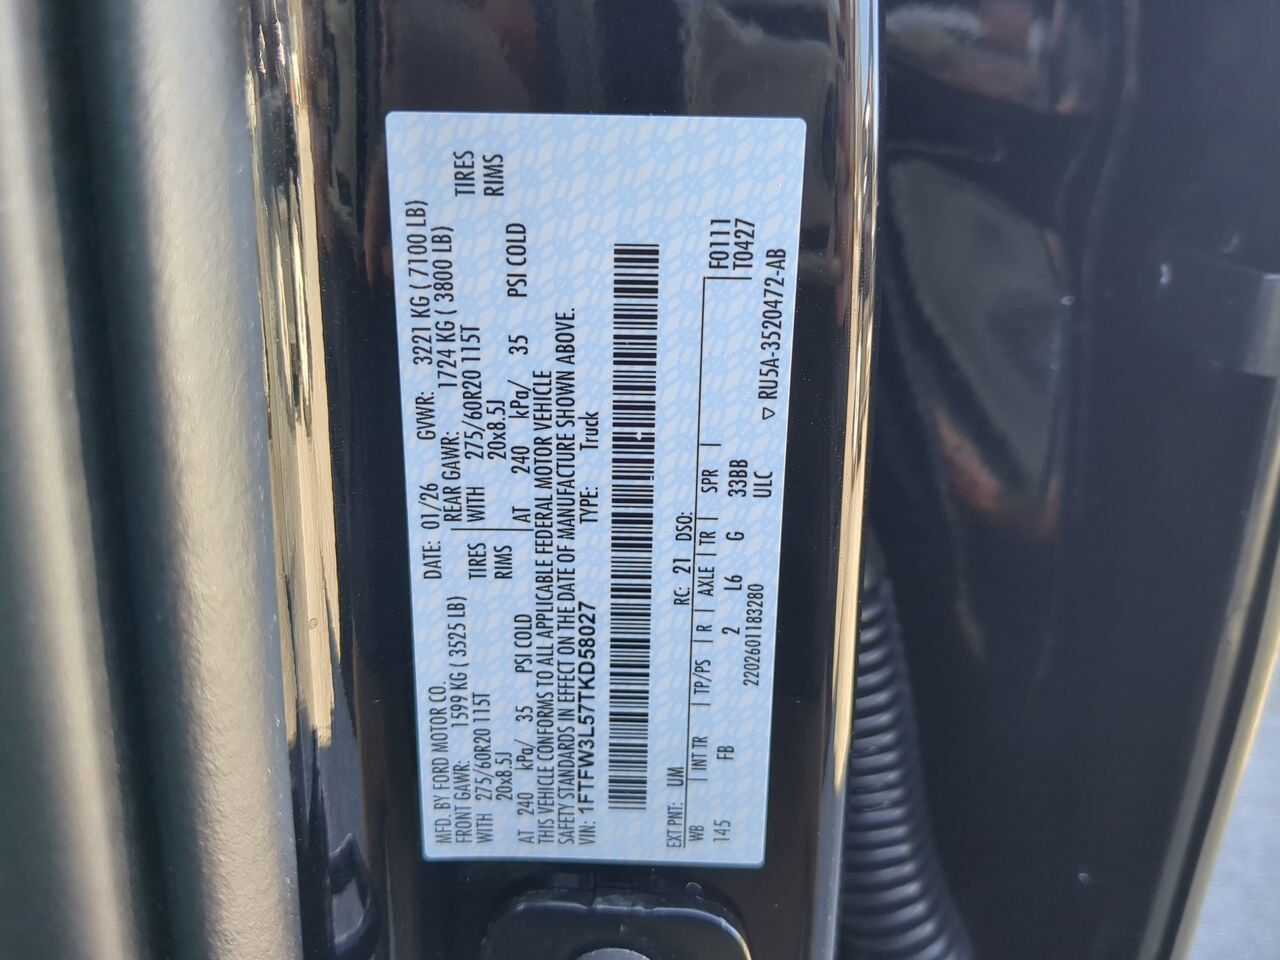 MFD. BY FORD MOTOR CO. DATE: 01/26 GVWR: 3221 KG ( 7100 LB)
FRONT GAWR: 1599 KG ( 3525 LB) REAR GAWR: 1724 KG ( 3800 LB)
WITH 275/60R20 115T TIRES WITH 275/60R20 115T TIRES
20x8.5J RIMS 20x8.5J RIMS
AT 240 kPa/ 35 PSI COLD AT 240 kPa/ 35 PSI COLD
THIS VEHICLE CONFORMS TO ALL APPLICABLE FEDERAL MOTOR VEHICLE
SAFETY STANDARDS IN EFFECT ON THE DATE OF MANUFACTURE SHOWN ABOVE.
VIN: 1FTFW3L57TKD58027 TYPE: Truck
EXT PNT: UM RC: 21 DSO:
WB INT TR TP/PS R AXLE TR SPR F0111
145 FB 2 L6 G 33BB T0427
2202601183280 ULC
▽ RU5A-3520472-AB